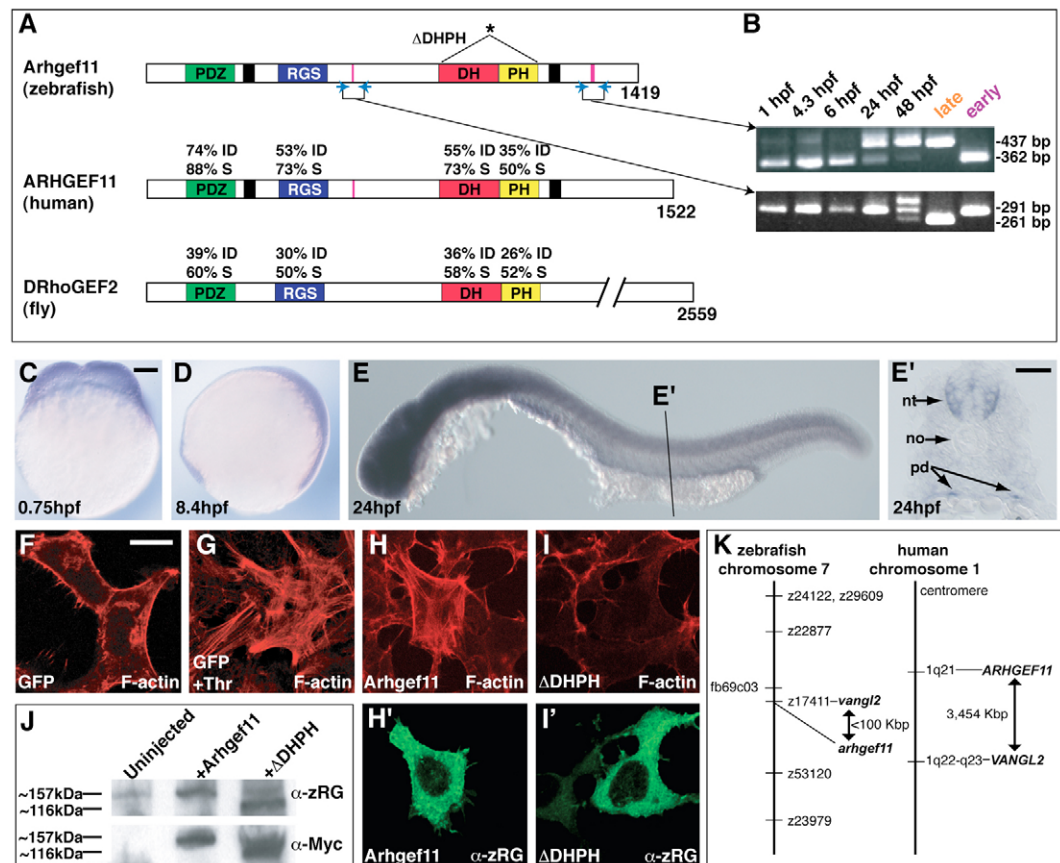 A
ΔDHPH
*
Arhgef11
(zebrafish)
PDZ
RGS
DH
PH
1419
74% ID
88% S
53% ID
73% S
55% ID
73% S
35% ID
50% S
ARHGEF11
(human)
PDZ
RGS
DH
PH
1522
39% ID
60% S
30% ID
50% S
36% ID
58% S
26% ID
52% S
DRhoGEF2
(fly)
PDZ
RGS
DH
PH
2559
B
1 hpf
4.3 hpf
6 hpf
24 hpf
48 hpf
late
early
-437 bp
-362 bp
-291 bp
-261 bp
C
0.75hpf
D
8.4hpf
E
E'
24hpf
E'
nt
no
pd
24hpf
F
GFP
F-actin
G
GFP
+Thr
F-actin
H
Arhgef11
F-actin
I
ΔDHPH
F-actin
J
Uninjected
+Arhgef11
+ΔDHPH
~157kDa
~116kDa
α-zRG
~157kDa
~116kDa
α-Myc
H'
Arhgef11
α-zRG
I'
ΔDHPH
α-zRG
K
zebrafish
chromosome 7
human
chromosome 1
z24122, z29609
z22877
fb69c03
z17411
vangl2
<100 Kbp
arhgef11
z53120
z23979
centromere
1q21
ARHGEF11
3,454 Kbp
1q22-q23
VANGL2